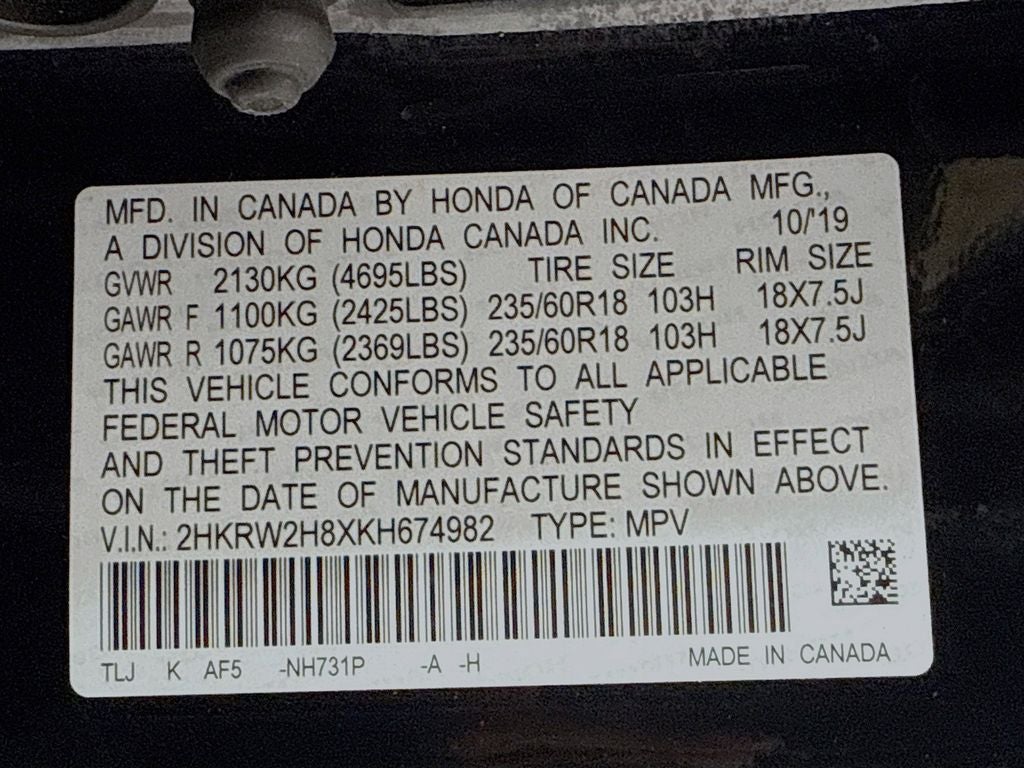 MFD. IN CANADA BY HONDA OF CANADA MFG.,
A DIVISION OF HONDA CANADA INC. 10/'19
GVWR 2130KG (4695LBS) TIRE SIZE RIM SIZE
GAWR F 1100KG (2425LBS) 235/60R18 103H 18X7.5J
GAWR R 1075KG (2369LBS) 235/60R18 103H 18X7.5J
THIS VEHICLE CONFORMS TO ALL APPLICABLE
FEDERAL MOTOR VEHICLE SAFETY
AND THEFT PREVENTION STANDARDS IN EFFECT
ON THE DATE OF MANUFACTURE SHOWN ABOVE.
V.I.N.: 2HKRW2H8XKH674982 TYPE: MPV
TLJ K AF5 -NH731P -A -H MADE IN CANADA